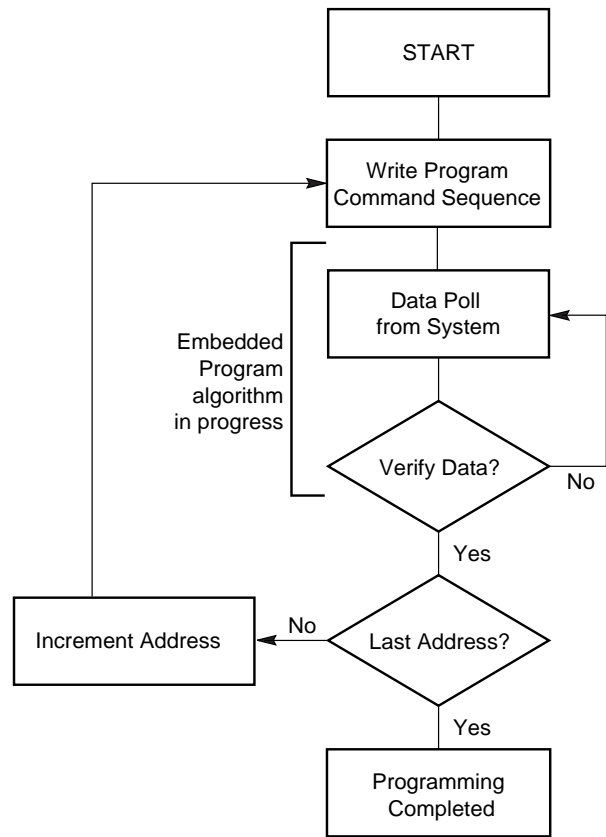 START
Write Program
Command Sequence
Data Poll
from System
Embedded
Program
algorithm
in progress
Verify Data?
No
Yes
Last Address?
No
Increment Address
Yes
Programming
Completed